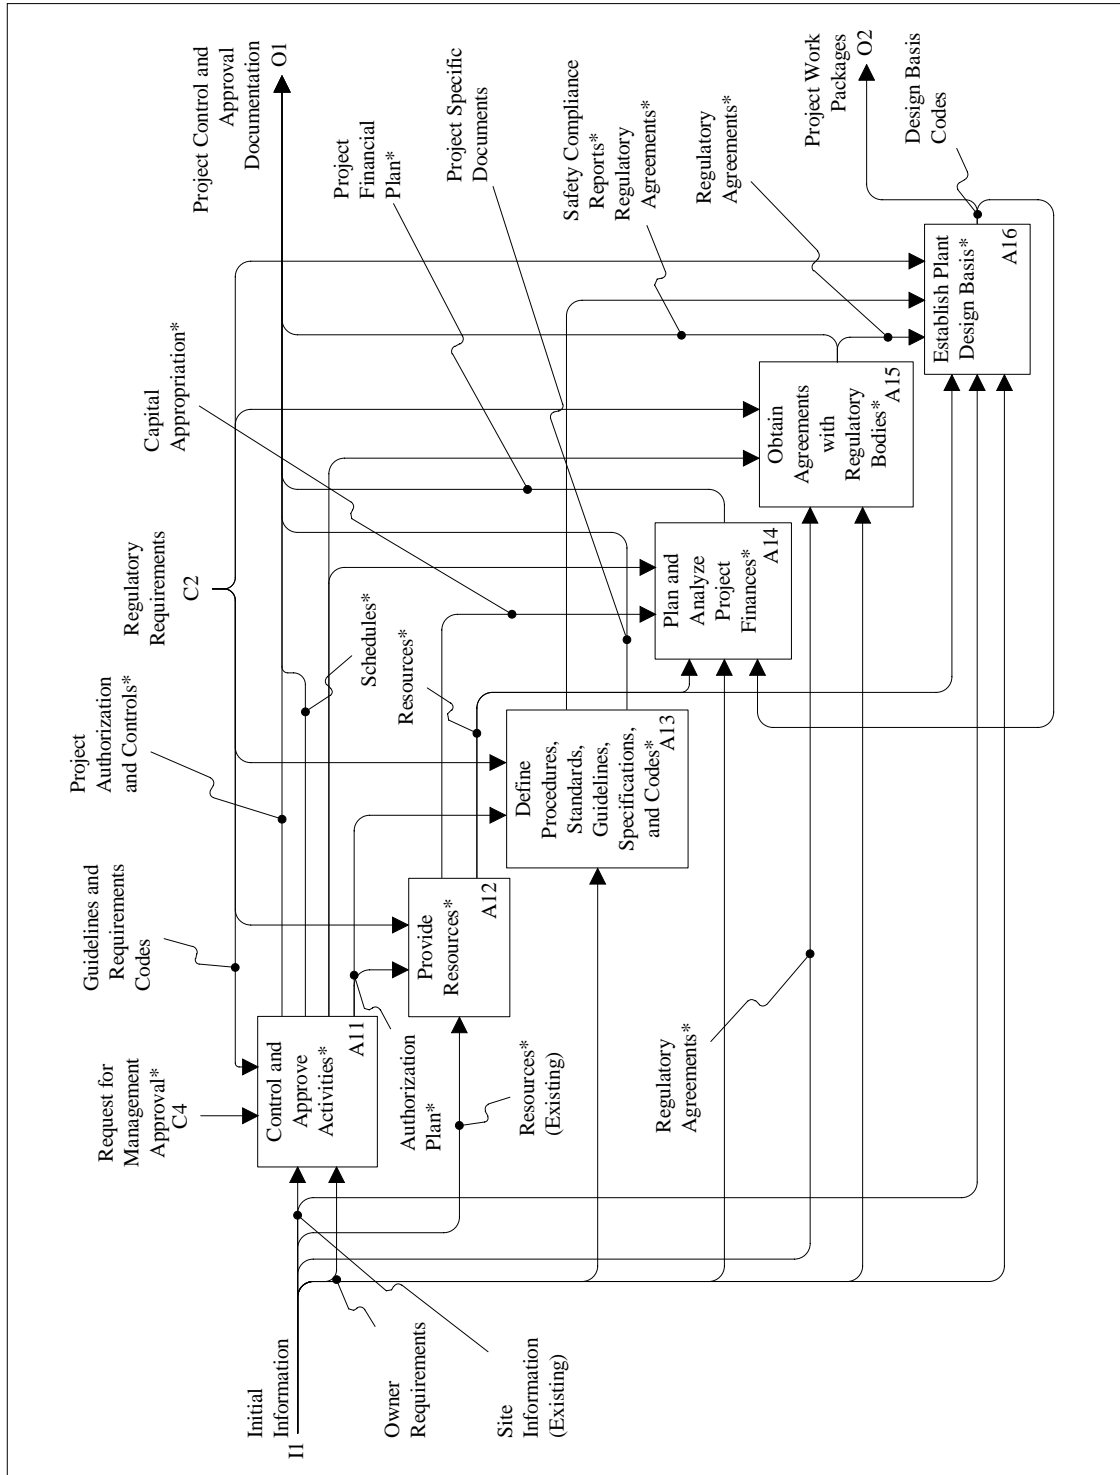 Project Control and
Approval
Documentation
O1
Project
Financial
Plan*
Project Specific
Documents
Safety Compliance
Reports*
Regulatory
Agreements*
Regulatory
Agreements*
Project Work
Packages
O2
Design Basis
Codes
Capital
Appropriation*
Regulatory
Requirements
C2
Schedules*
Resources*
Project
Authorization
and Controls*
Guidelines and
Requirements
Codes
Request for
Management
Approval*
C4
Control and
Approve
Activities*
A11
Provide
Resources*
A12
Define
Procedures,
Standards,
Guidelines,
Specifications,
and Codes*
A13
Plan and
Analyze
Project
Finances*
A14
Obtain
Agreements
with
Regulatory
Bodies*
A15
Establish Plant
Design Basis*
A16
Authorization
Plan*
Resources*
(Existing)
Regulatory
Agreements*
Initial
Information
I1
Owner
Requirements
Site
Information
(Existing)